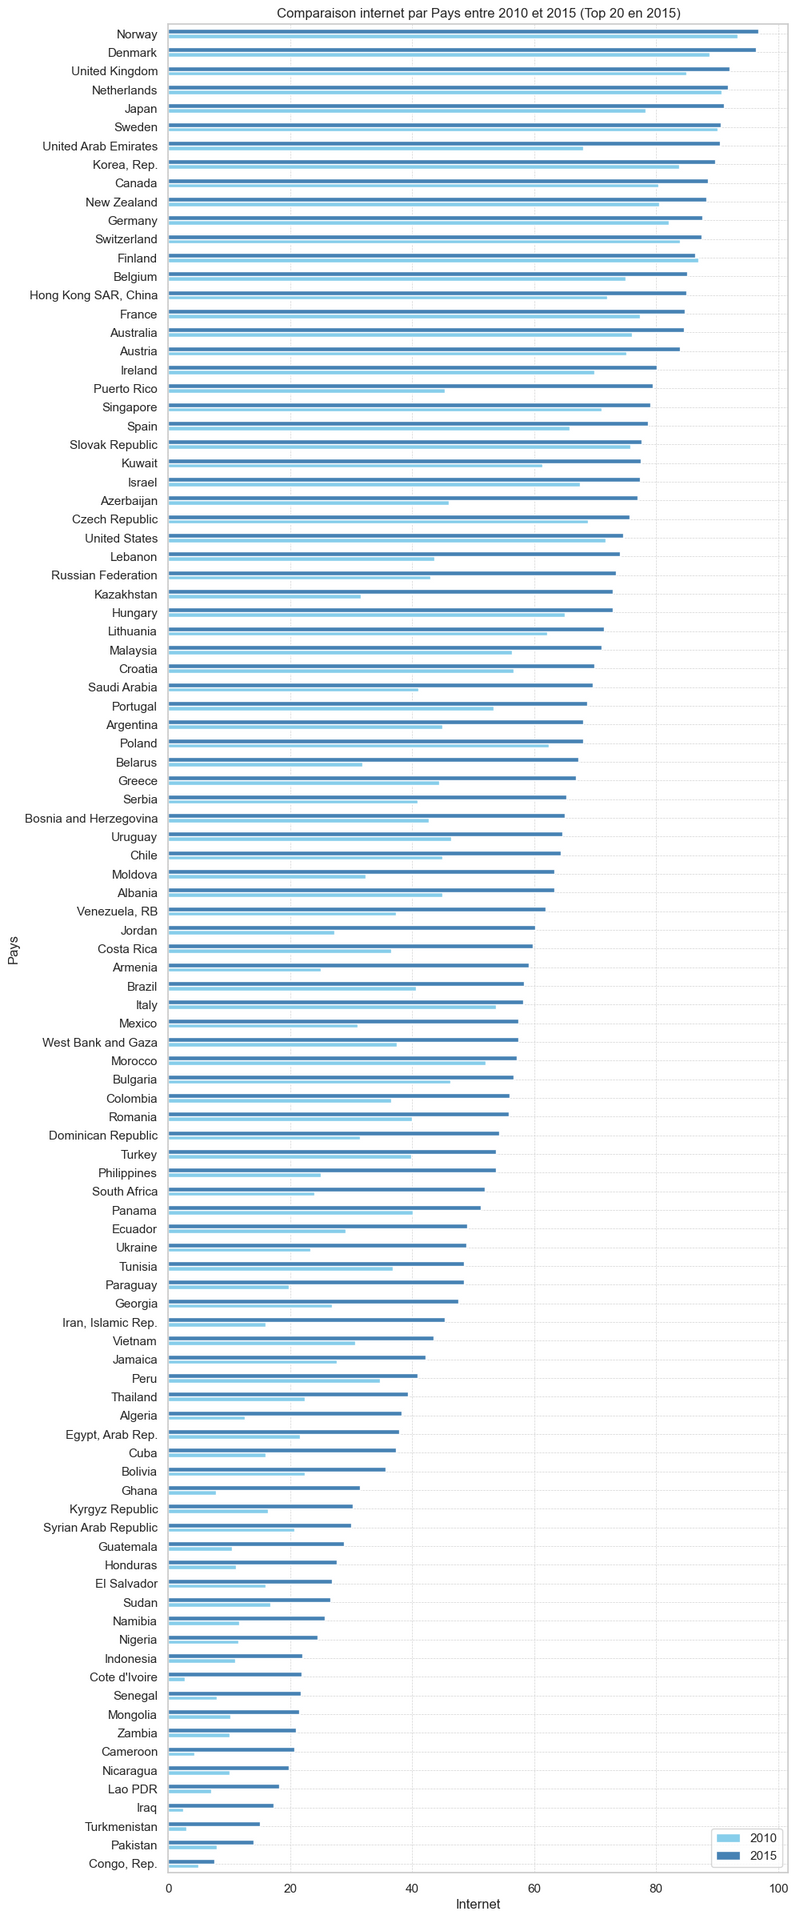 Comparaison internet par Pays entre 2010 et 2015 (Top 20 en 2015)
Norway
Denmark
United Kingdom
Netherlands
Japan
Sweden
United Arab Emirates
Korea, Rep.
Canada
New Zealand
Germany
Switzerland
Finland
Belgium
Hong Kong SAR, China
France
Australia
Austria
Ireland
Puerto Rico
Singapore
Spain
Slovak Republic
Kuwait
Israel
Azerbaijan
Czech Republic
United States
Lebanon
Russian Federation
Kazakhstan
Hungary
Lithuania
Malaysia
Croatia
Saudi Arabia
Portugal
Argentina
Poland
Belarus
Greece
Serbia
Bosnia and Herzegovina
Uruguay
Chile
Moldova
Albania
Venezuela, RB
Jordan
Costa Rica
Armenia
Brazil
Italy
Mexico
West Bank and Gaza
Morocco
Bulgaria
Colombia
Romania
Dominican Republic
Turkey
Philippines
South Africa
Panama
Ecuador
Ukraine
Tunisia
Paraguay
Georgia
Iran, Islamic Rep.
Vietnam
Jamaica
Peru
Thailand
Algeria
Egypt, Arab Rep.
Cuba
Bolivia
Ghana
Kyrgyz Republic
Syrian Arab Republic
Guatemala
Honduras
El Salvador
Sudan
Namibia
Nigeria
Indonesia
Cote d'Ivoire
Senegal
Mongolia
Zambia
Cameroon
Nicaragua
Lao PDR
Iraq
Turkmenistan
Pakistan
Congo, Rep.
Pays
2010
2015
0 20 40 60 80 100
Internet